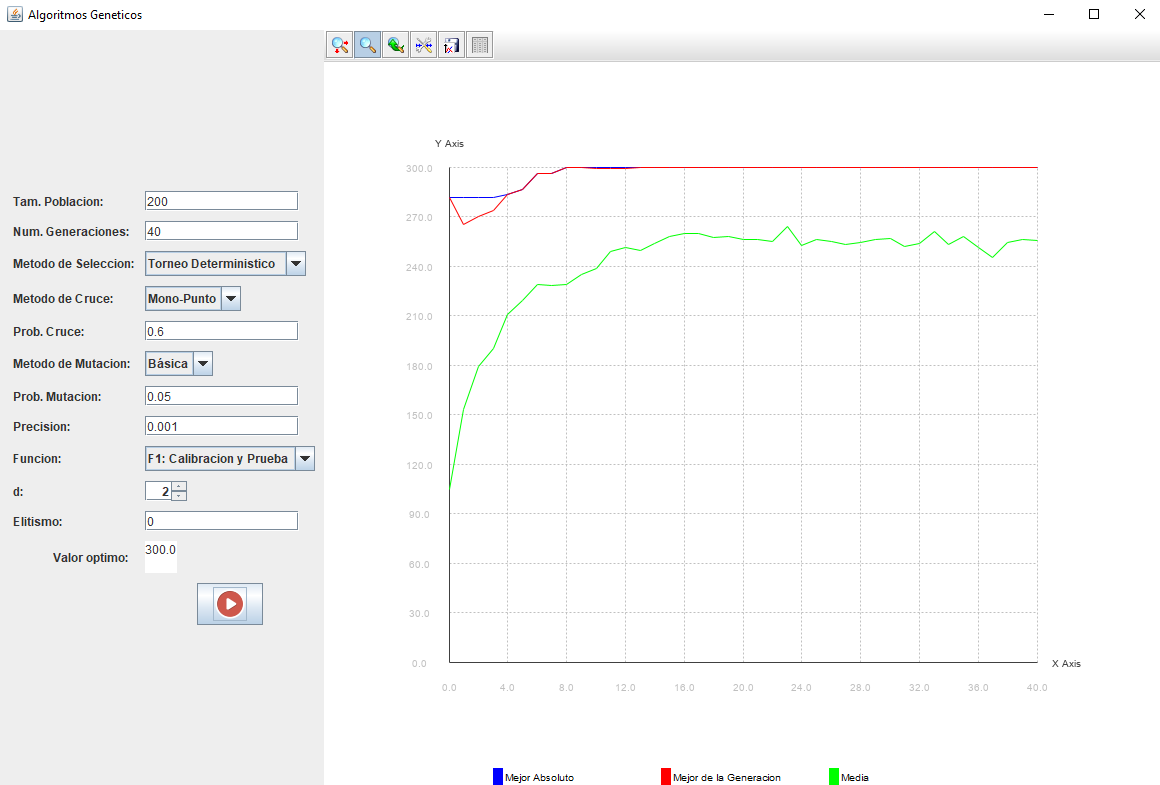 Algoritmos Geneticos
Tam. Poblacion: 200
Num. Generaciones: 40
Metodo de Seleccion: Torneo Deterministico
Metodo de Cruce: Mono-Punto
Prob. Cruce: 0.6
Metodo de Mutacion: Básica
Prob. Mutacion: 0.05
Precision: 0.001
Funcion: F1: Calibracion y Prueba
d: 2
Elitismo: 0
Valor optimo: 300.0
Y Axis
300.0
270.0
240.0
210.0
180.0
150.0
120.0
90.0
60.0
30.0
0.0
X Axis
0.0 4.0 8.0 12.0 16.0 20.0 24.0 28.0 32.0 36.0 40.0
Mejor Absoluto Mejor de la Generacion Media